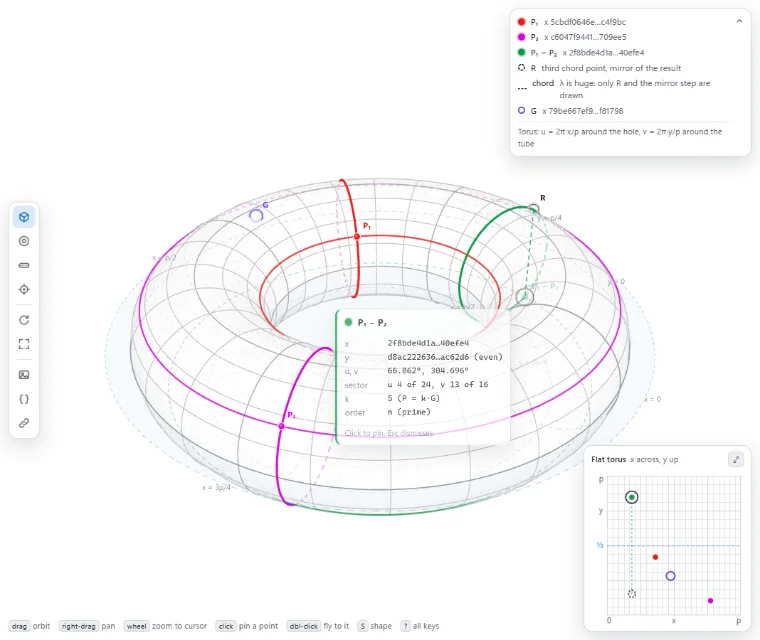 P₁ x 5cbdf0646e…c4f9bc
P₂ x c6047f9441…709ee5
P₁ − P₂ x 2f8bde4d1a…40efe4
R third chord point, mirror of the result
chord λ is huge: only R and the mirror step are
drawn
G x 79be667ef9…f81798
Torus: u = 2π·x/p around the hole, v = 2π·y/p around the
tube
G
R
y = p/4
P₁
x = p/2
y = 0
P₁ − P₂
P₁ − P₂
x 2f8bde4d1a…40efe4
y d8ac222636…ac62d6 (even)
u, v 66.862°, 304.696°
sector u 4 of 24, v 13 of 16
k 5 (P = k·G)
order n (prime)
Click to pin. Esc dismisses.
P₂
x = 0
x = 3p/4
Flat torus x across, y up
p
y
½
0 x p
drag orbit right-drag pan wheel zoom to cursor click pin a point dbl-click fly to it S shape ? all keys